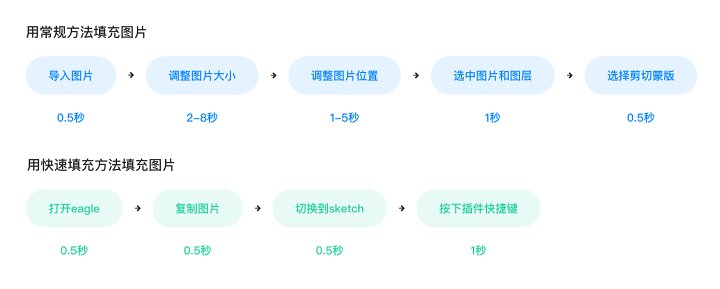 用常规方法填充图片
导入图片 → 调整图片大小 → 调整图片位置 → 选中图片和图层 → 选择剪切蒙版
0.5秒 2–8秒 1–5秒 1秒 0.5秒
用快速填充方法填充图片
打开eagle → 复制图片 → 切换到sketch → 按下插件快捷键
0.5秒 0.5秒 0.5秒 1秒